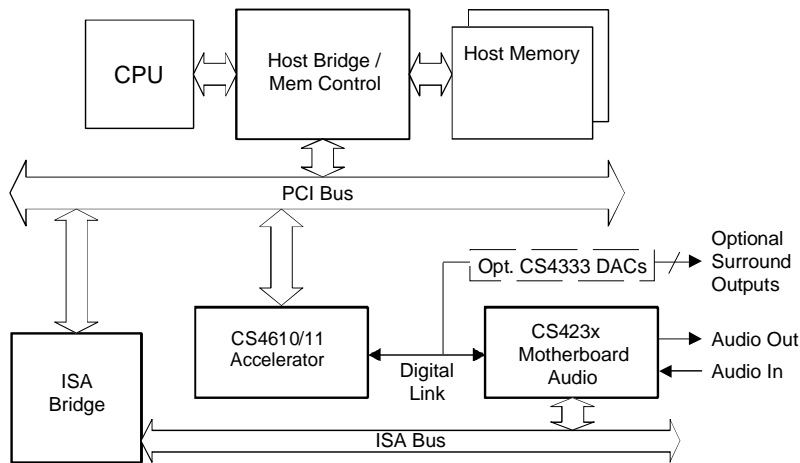 CPU
Host Bridge /
Mem Control
Host Memory
PCI Bus
Opt. CS4333 DACs
Optional
Surround
Outputs
CS4610/11
Accelerator
Digital
Link
CS423x
Motherboard
Audio
Audio Out
Audio In
ISA
Bridge
ISA Bus